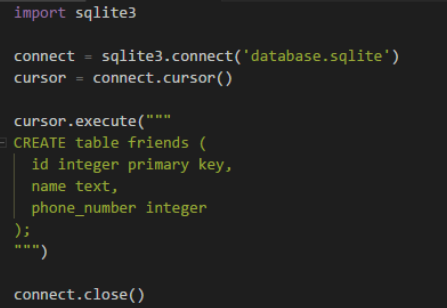 import sqlite3
connect = sqlite3.connect('database.sqlite')
cursor = connect.cursor()
cursor.execute("""
CREATE table friends (
id integer primary key,
name text,
phone_number integer
);
""")
connect.close()